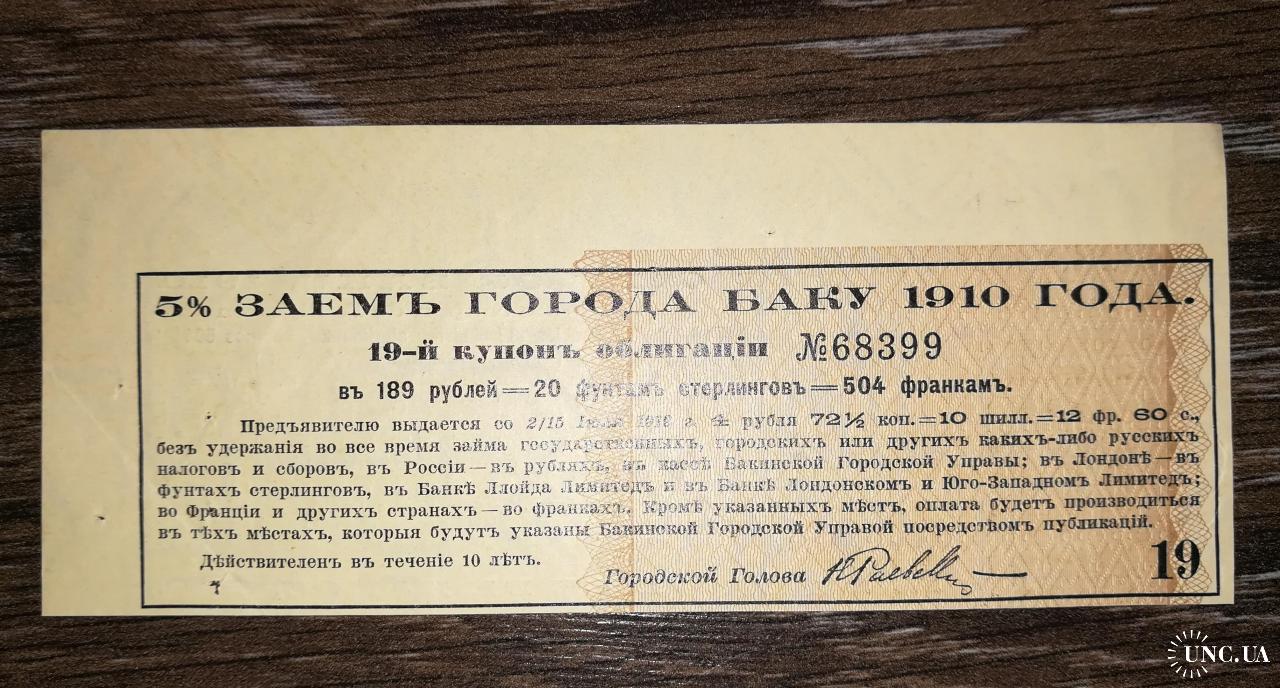 5% ЗАЕМЪ ГОРОДА БАКУ 1910 ГОДА.
19-й купонъ облигаціи №68399
въ 189 рублей=20 фунтамъ стерлинговъ=504 франкамъ.
Предъявителю выдается со 2/15 г. 4 рубля 72½ коп.=10 шилл.=12 фр. 60 с.,
безъ удержанія во все время займа государственныхъ, городскихъ или другихъ какихъ-либо русскихъ
налоговъ и сборовъ, въ Россіи—въ рубляхъ, въ кассѣ Бакинской Городской Управы; въ Лондонѣ—въ
фунтахъ стерлинговъ, въ Банкѣ Ллойда Лимитедъ и въ Банкѣ Лондонскомъ и Юго-Западномъ Лимитедъ;
во Франціи и другихъ странахъ—во франкахъ. Кромѣ указанныхъ мѣстъ, оплата будетъ производиться
въ тѣхъ мѣстахъ, которыя будутъ указаны Бакинской Городской Управой посредствомъ публикацій.
Дѣйствителенъ въ теченіе 10 лѣтъ.
Городской Голова
19
UNC.UA